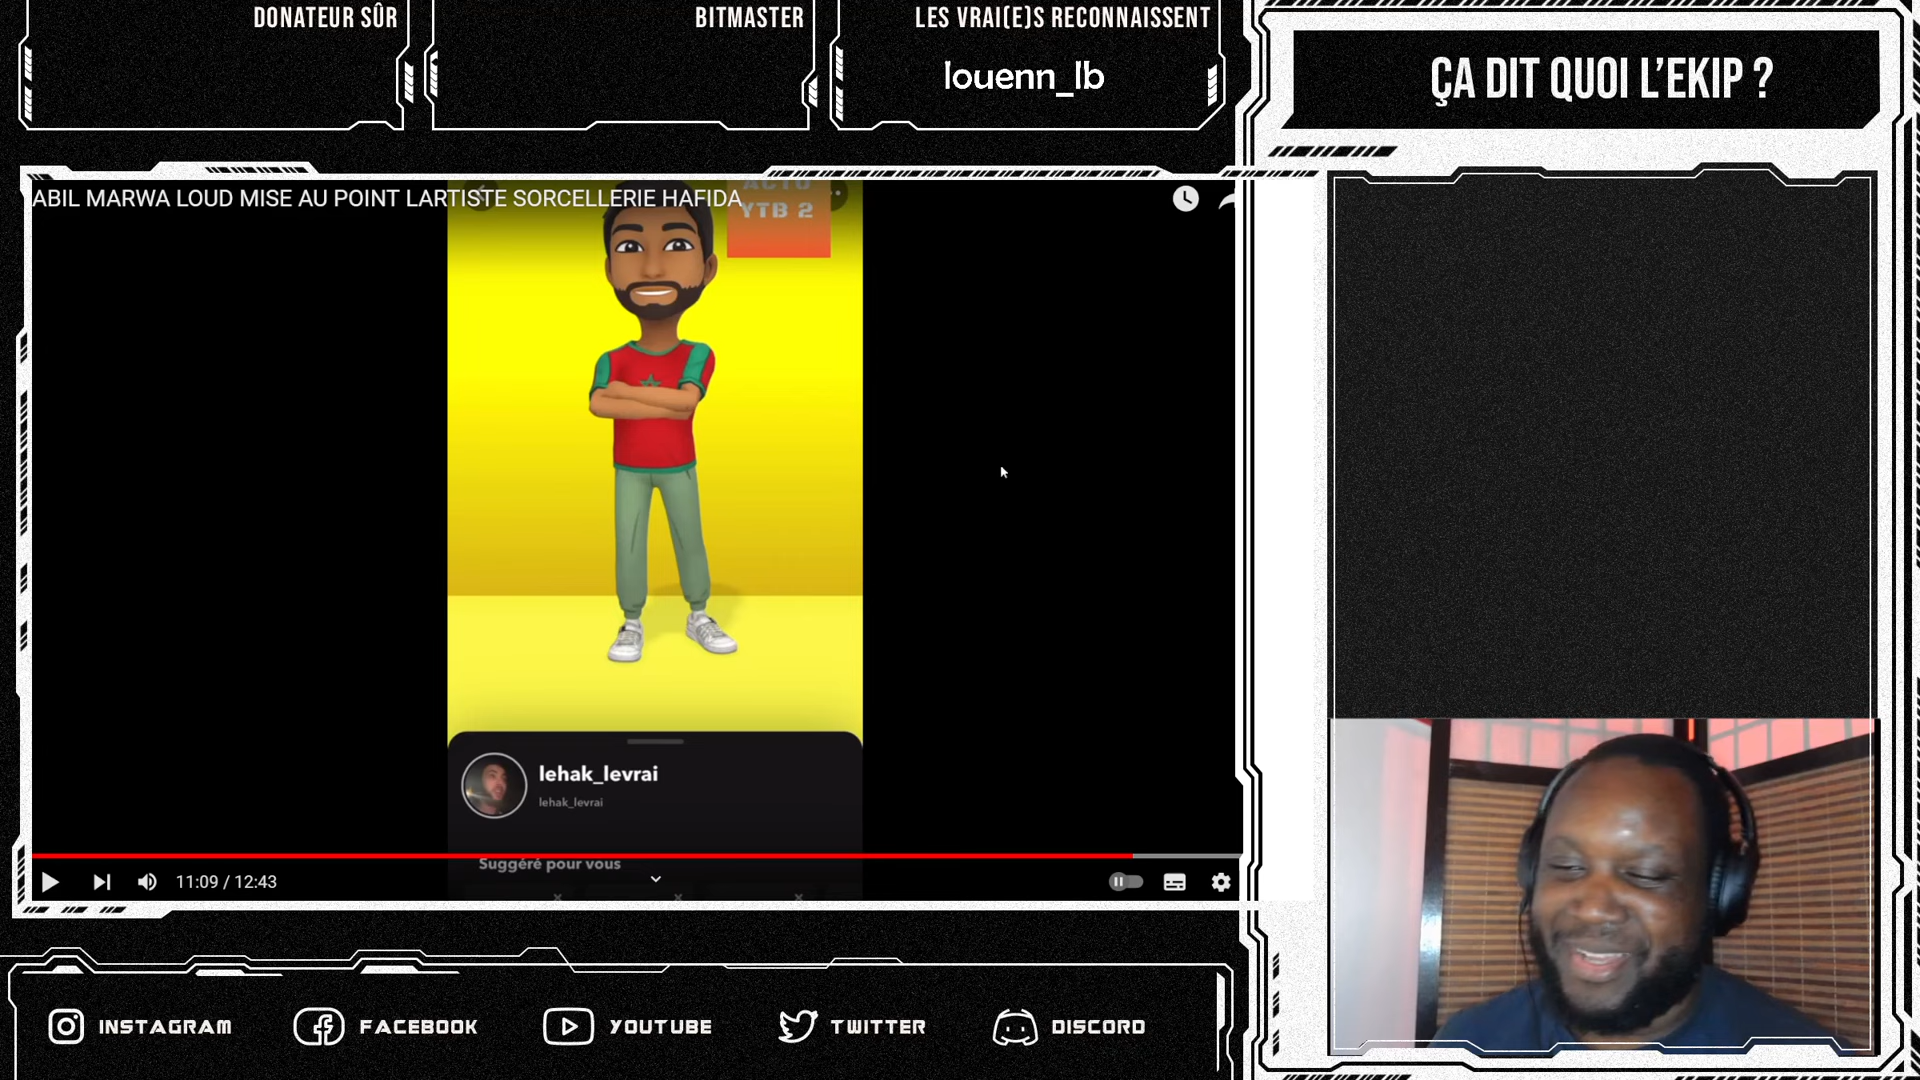 DONATEUR SÛR
BITMASTER
LES VRAI(E)S RECONNAISSENT
louenn_lb
ÇA DIT QUOI L'EKIP ?
ABIL MARWA LOUD MISE AU POINT LARTISTE SORCELLERIE HAFIDA
ACTU
YTB 2
lehak_levrai
lehak_levrai
Suggéré pour vous
11:09 / 12:43
INSTAGRAM
FACEBOOK
YOUTUBE
TWITTER
DISCORD